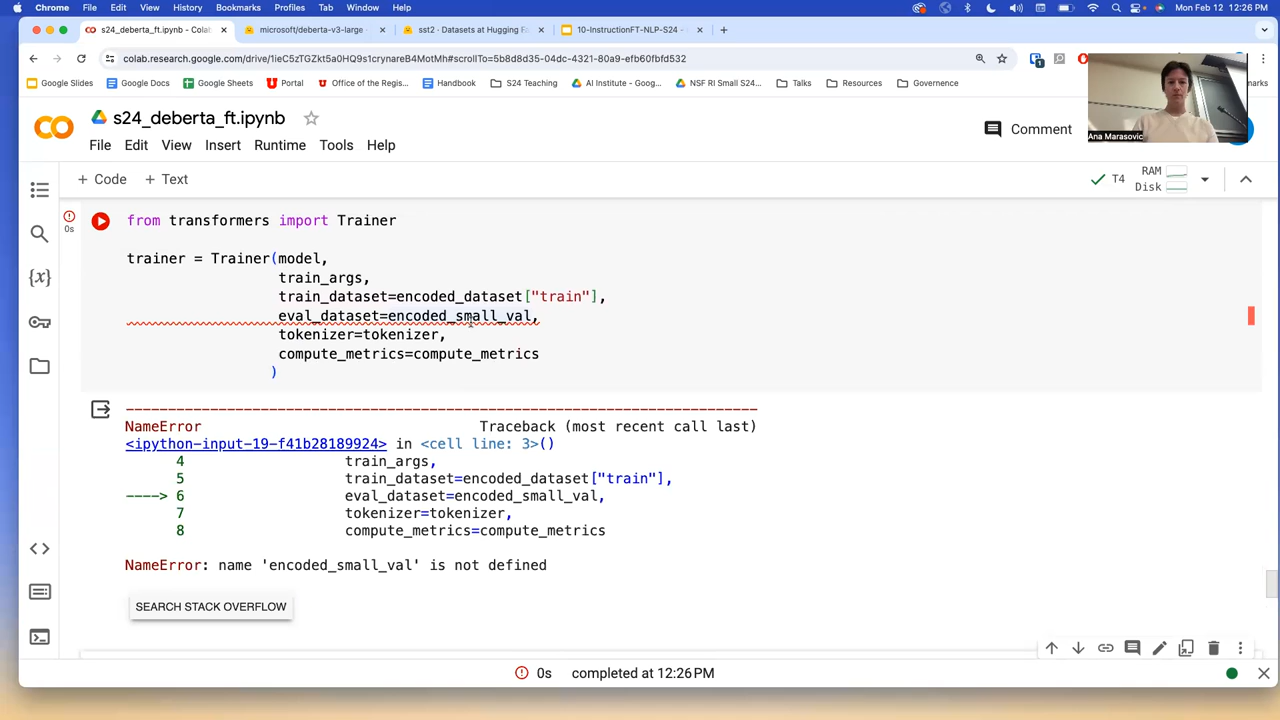 Chrome File Edit View History Bookmarks Profiles Tab Window Help
Mon Feb 12 12:26 PM
s24_deberta_ft.ipynb - Colab
microsoft/deberta-v3-large ·
sst2 · Datasets at Hugging Fa
10-InstructionFT-NLP-S24 -
colab.research.google.com/drive/1ieC5zTGZkt5a0HQ9s1crynareB4MotMh#scrollTo=5b8d8d35-04dc-4321-80a9-efb60fbfd532
Google Slides Google Docs Google Sheets Portal Office of the Regis... Handbook S24 Teaching AI Institute - Goog... NSF RI Small S24... Talks Resources Governance
s24_deberta_ft.ipynb
Comment
Ana Marasovic
File Edit View Insert Runtime Tools Help
+ Code + Text
T4 RAM
Disk
0s
from transformers import Trainer
trainer = Trainer(model,
train_args,
train_dataset=encoded_dataset["train"],
eval_dataset=encoded_small_val,
tokenizer=tokenizer,
compute_metrics=compute_metrics
)
---------------------------------------------------------------------------
NameError Traceback (most recent call last)
<ipython-input-19-f41b28189924> in <cell line: 3>()
4 train_args,
5 train_dataset=encoded_dataset["train"],
----> 6 eval_dataset=encoded_small_val,
7 tokenizer=tokenizer,
8 compute_metrics=compute_metrics
NameError: name 'encoded_small_val' is not defined
SEARCH STACK OVERFLOW
0s completed at 12:26 PM